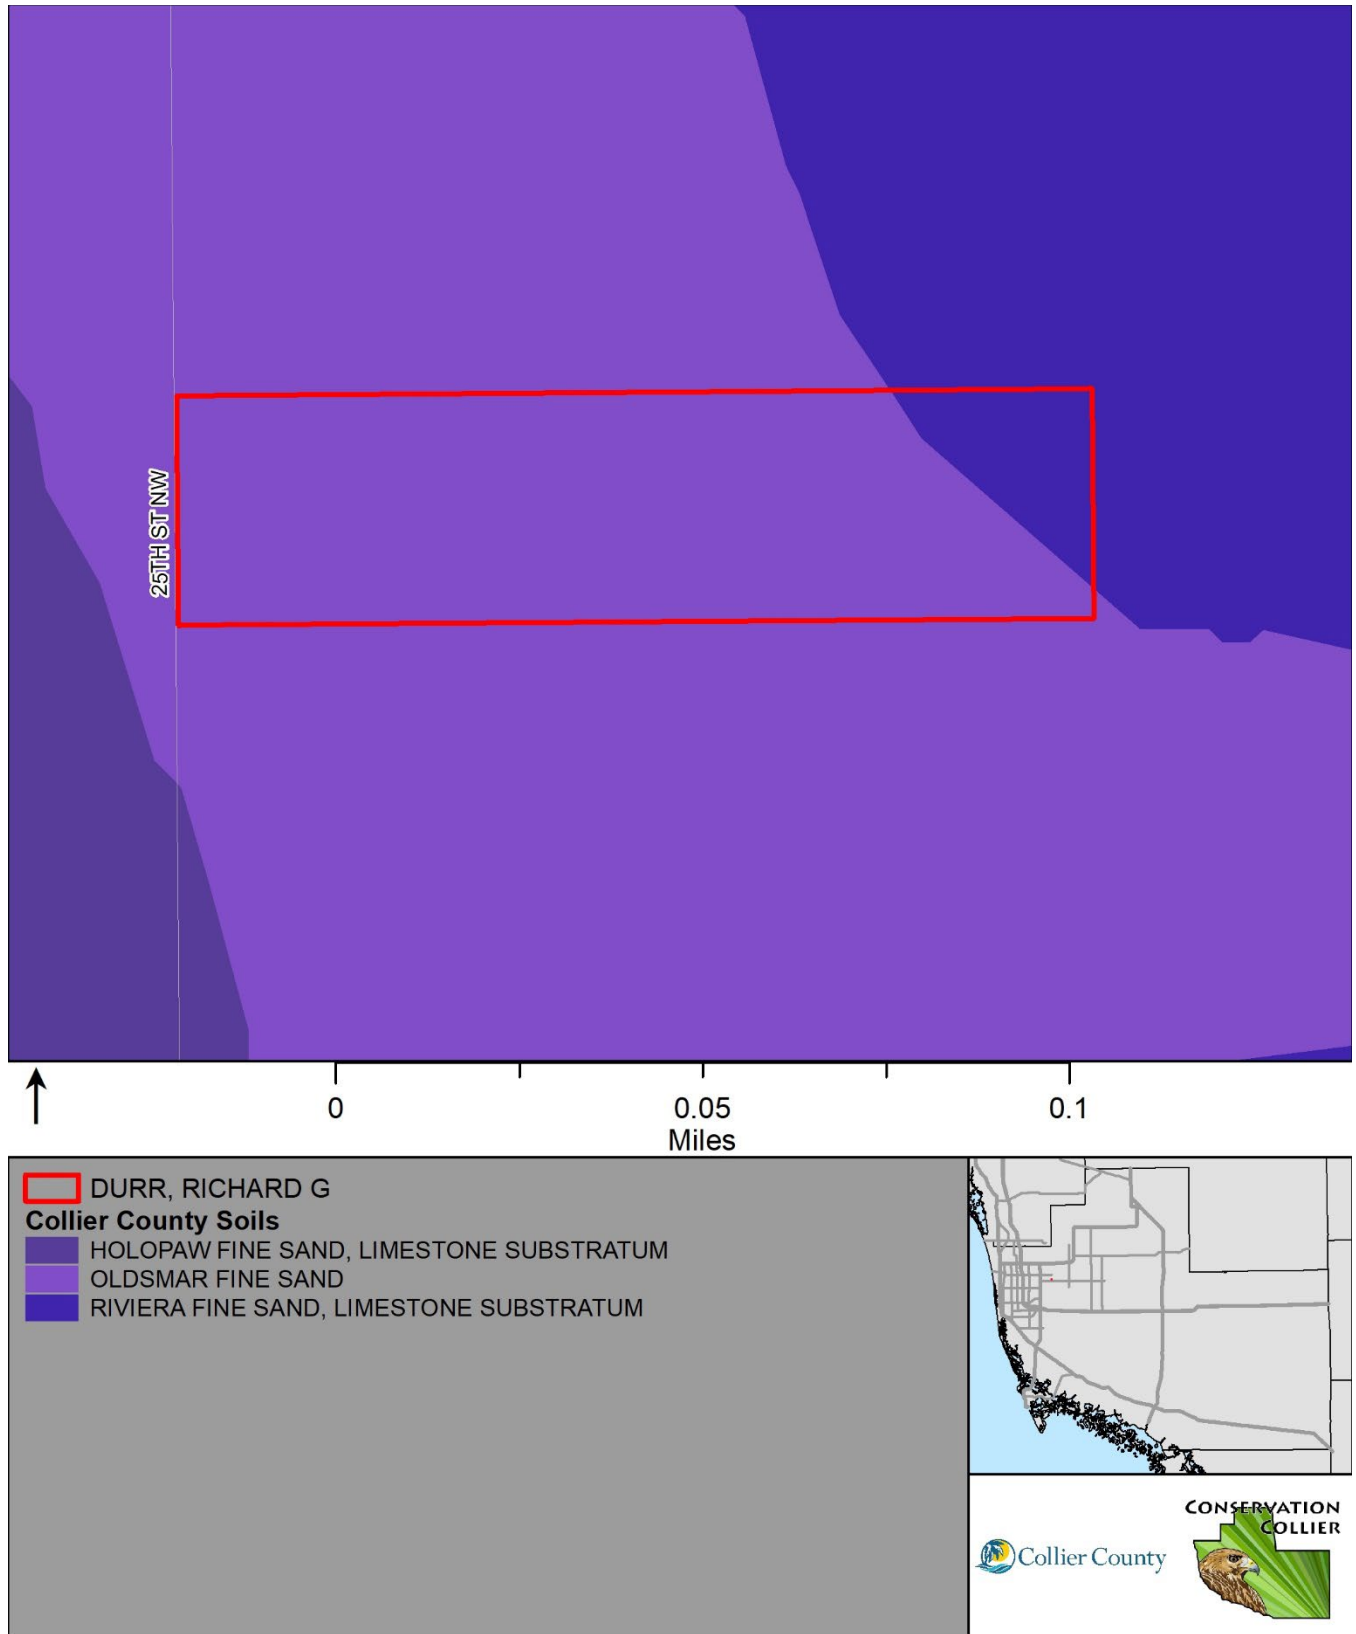 25TH ST NW
0 0.05 0.1
Miles
DURR, RICHARD G
Collier County Soils
HOLOPAW FINE SAND, LIMESTONE SUBSTRATUM
OLDSMAR FINE SAND
RIVIERA FINE SAND, LIMESTONE SUBSTRATUM
CONSERVATION
COLLIER
Collier County